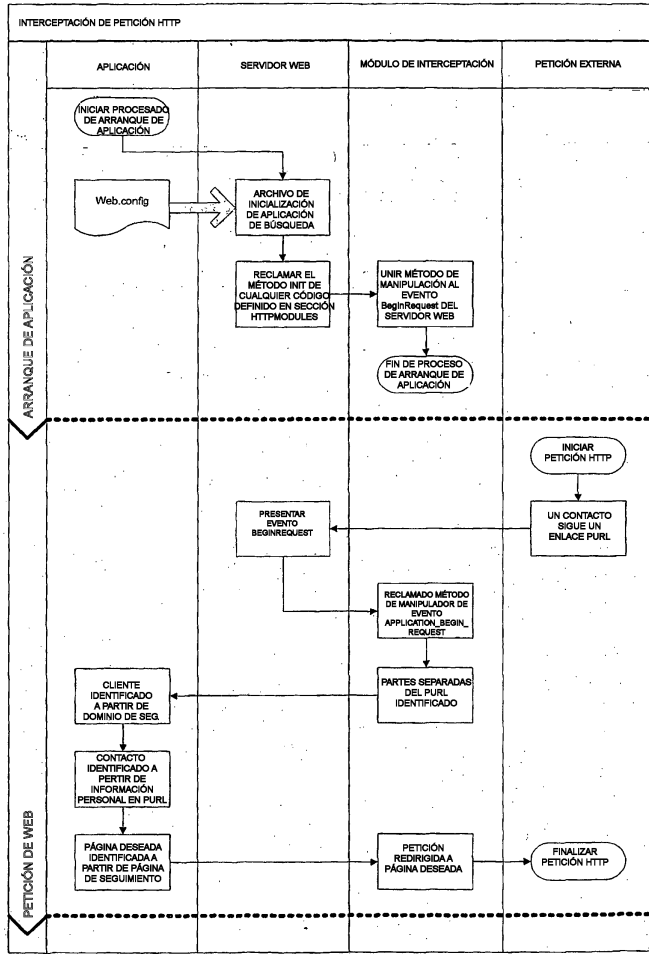 INTERCEPTACIÓN DE PETICIÓN HTTP
APLICACIÓN
SERVIDOR WEB
MÓDULO DE INTERCEPTACIÓN
PETICIÓN EXTERNA
ARRANQUE DE APLICACIÓN
INICIAR PROCESADO
DE ARRANQUE DE
APLICACIÓN
Web.config
ARCHIVO DE
INICIALIZACIÓN
DE APLICACIÓN
DE BÚSQUEDA
RECLAMAR EL
MÉTODO INIT DE
CUALQUIER CÓDIGO
DEFINIDO EN SECCIÓN
HTTPMODULES
UNIR MÉTODO DE
MANIPULACIÓN AL
EVENTO
BeginRequest DEL
SERVIDOR WEB
FIN DE PROCESO
DE ARRANQUE DE
APLICACIÓN
PETICIÓN DE WEB
INICIAR
PETICIÓN HTTP
UN CONTACTO
SIGUE UN
ENLACE PURL
PRESENTAR
EVENTO
BEGINREQUEST
RECLAMADO MÉTODO
DE MANIPULADOR DE
EVENTO
APPLICATION_BEGIN_
REQUEST
PARTES SEPARADAS
DEL PURL
IDENTIFICADO
CLIENTE
IDENTIFICADO
A PARTIR DE
DOMINIO DE SEG.
CONTACTO
IDENTIFICADO A
PERTIR DE
INFORMACIÓN
PERSONAL EN PURL
PÁGINA DESEADA
IDENTIFICADA A
PARTIR DE PÁGINA
DE SEGUIMIENTO
PETICIÓN
REDIRIGIDA A
PÁGINA DESEADA
FINALIZAR
PETICIÓN HTTP